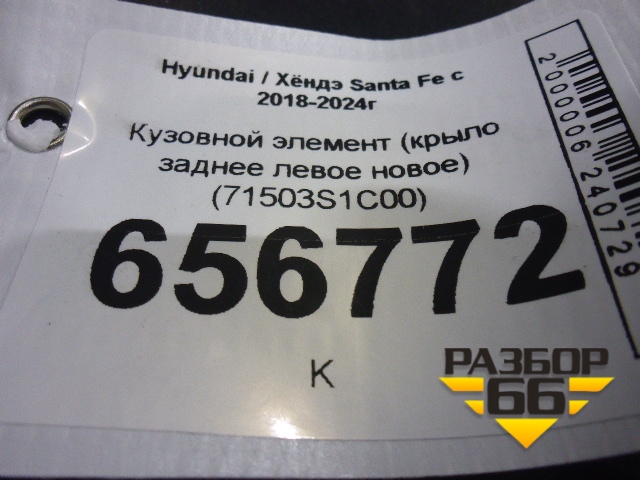 Hyundai / Хёндэ Santa Fe с
2018-2024г
Кузовной элемент (крыло
заднее левое новое)
(71503S1C00)
656772
К
2000006240729
РАЗБОР
66